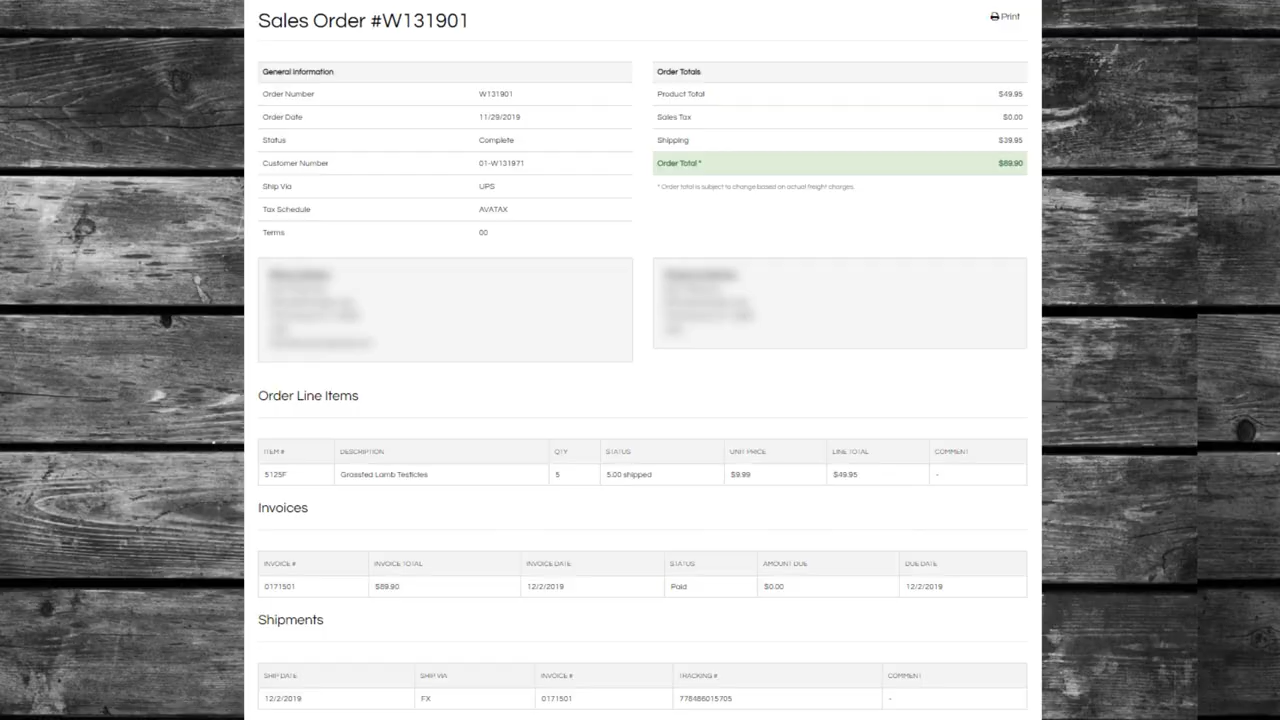 Sales Order #W131901
Print
General Information
Order Number W131901
Order Date 11/29/2019
Status Complete
Customer Number 01-W131971
Ship Via UPS
Tax Schedule AVATAX
Terms 00
Order Totals
Product Total $49.95
Sales Tax $0.00
Shipping $39.95
Order Total * $89.90
* Order total is subject to change based on actual freight charges.
Order Line Items
ITEM # DESCRIPTION QTY STATUS UNIT PRICE LINE TOTAL COMMENT
5125F Grassfed Lamb Testicles 5 5.00 shipped $9.99 $49.95 -
Invoices
INVOICE # INVOICE TOTAL INVOICE DATE STATUS AMOUNT DUE DUE DATE
0171501 $89.90 12/2/2019 Paid $0.00 12/2/2019
Shipments
SHIP DATE SHIP VIA INVOICE # TRACKING # COMMENT
12/2/2019 FX 0171501 778486015705 -